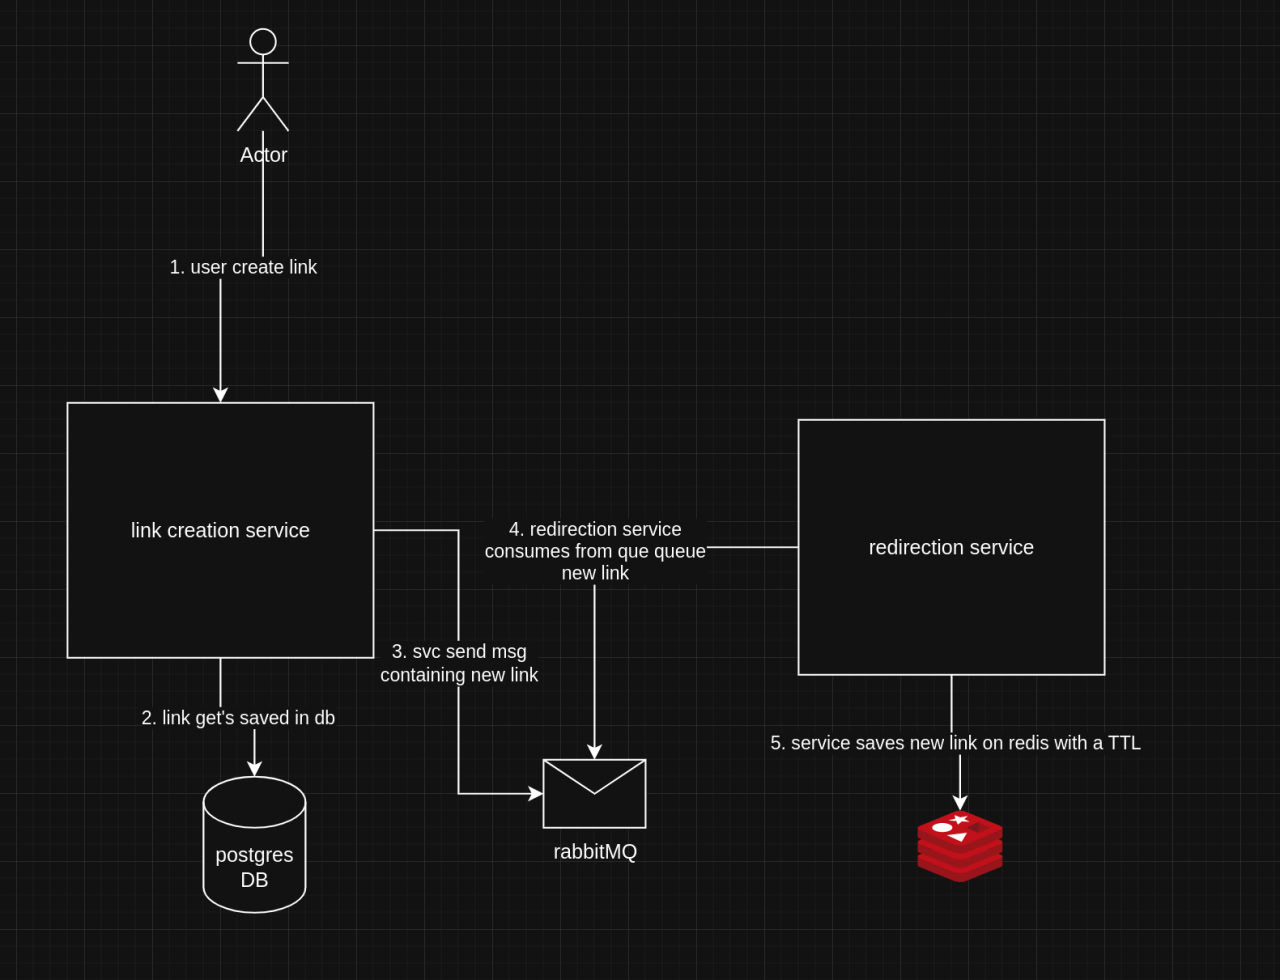 Actor
1. user create link
link creation service
4. redirection service
consumes from que queue
new link
redirection service
3. svc send msg
containing new link
2. link get's saved in db
5. service saves new link on redis with a TTL
postgres
DB
rabbitMQ